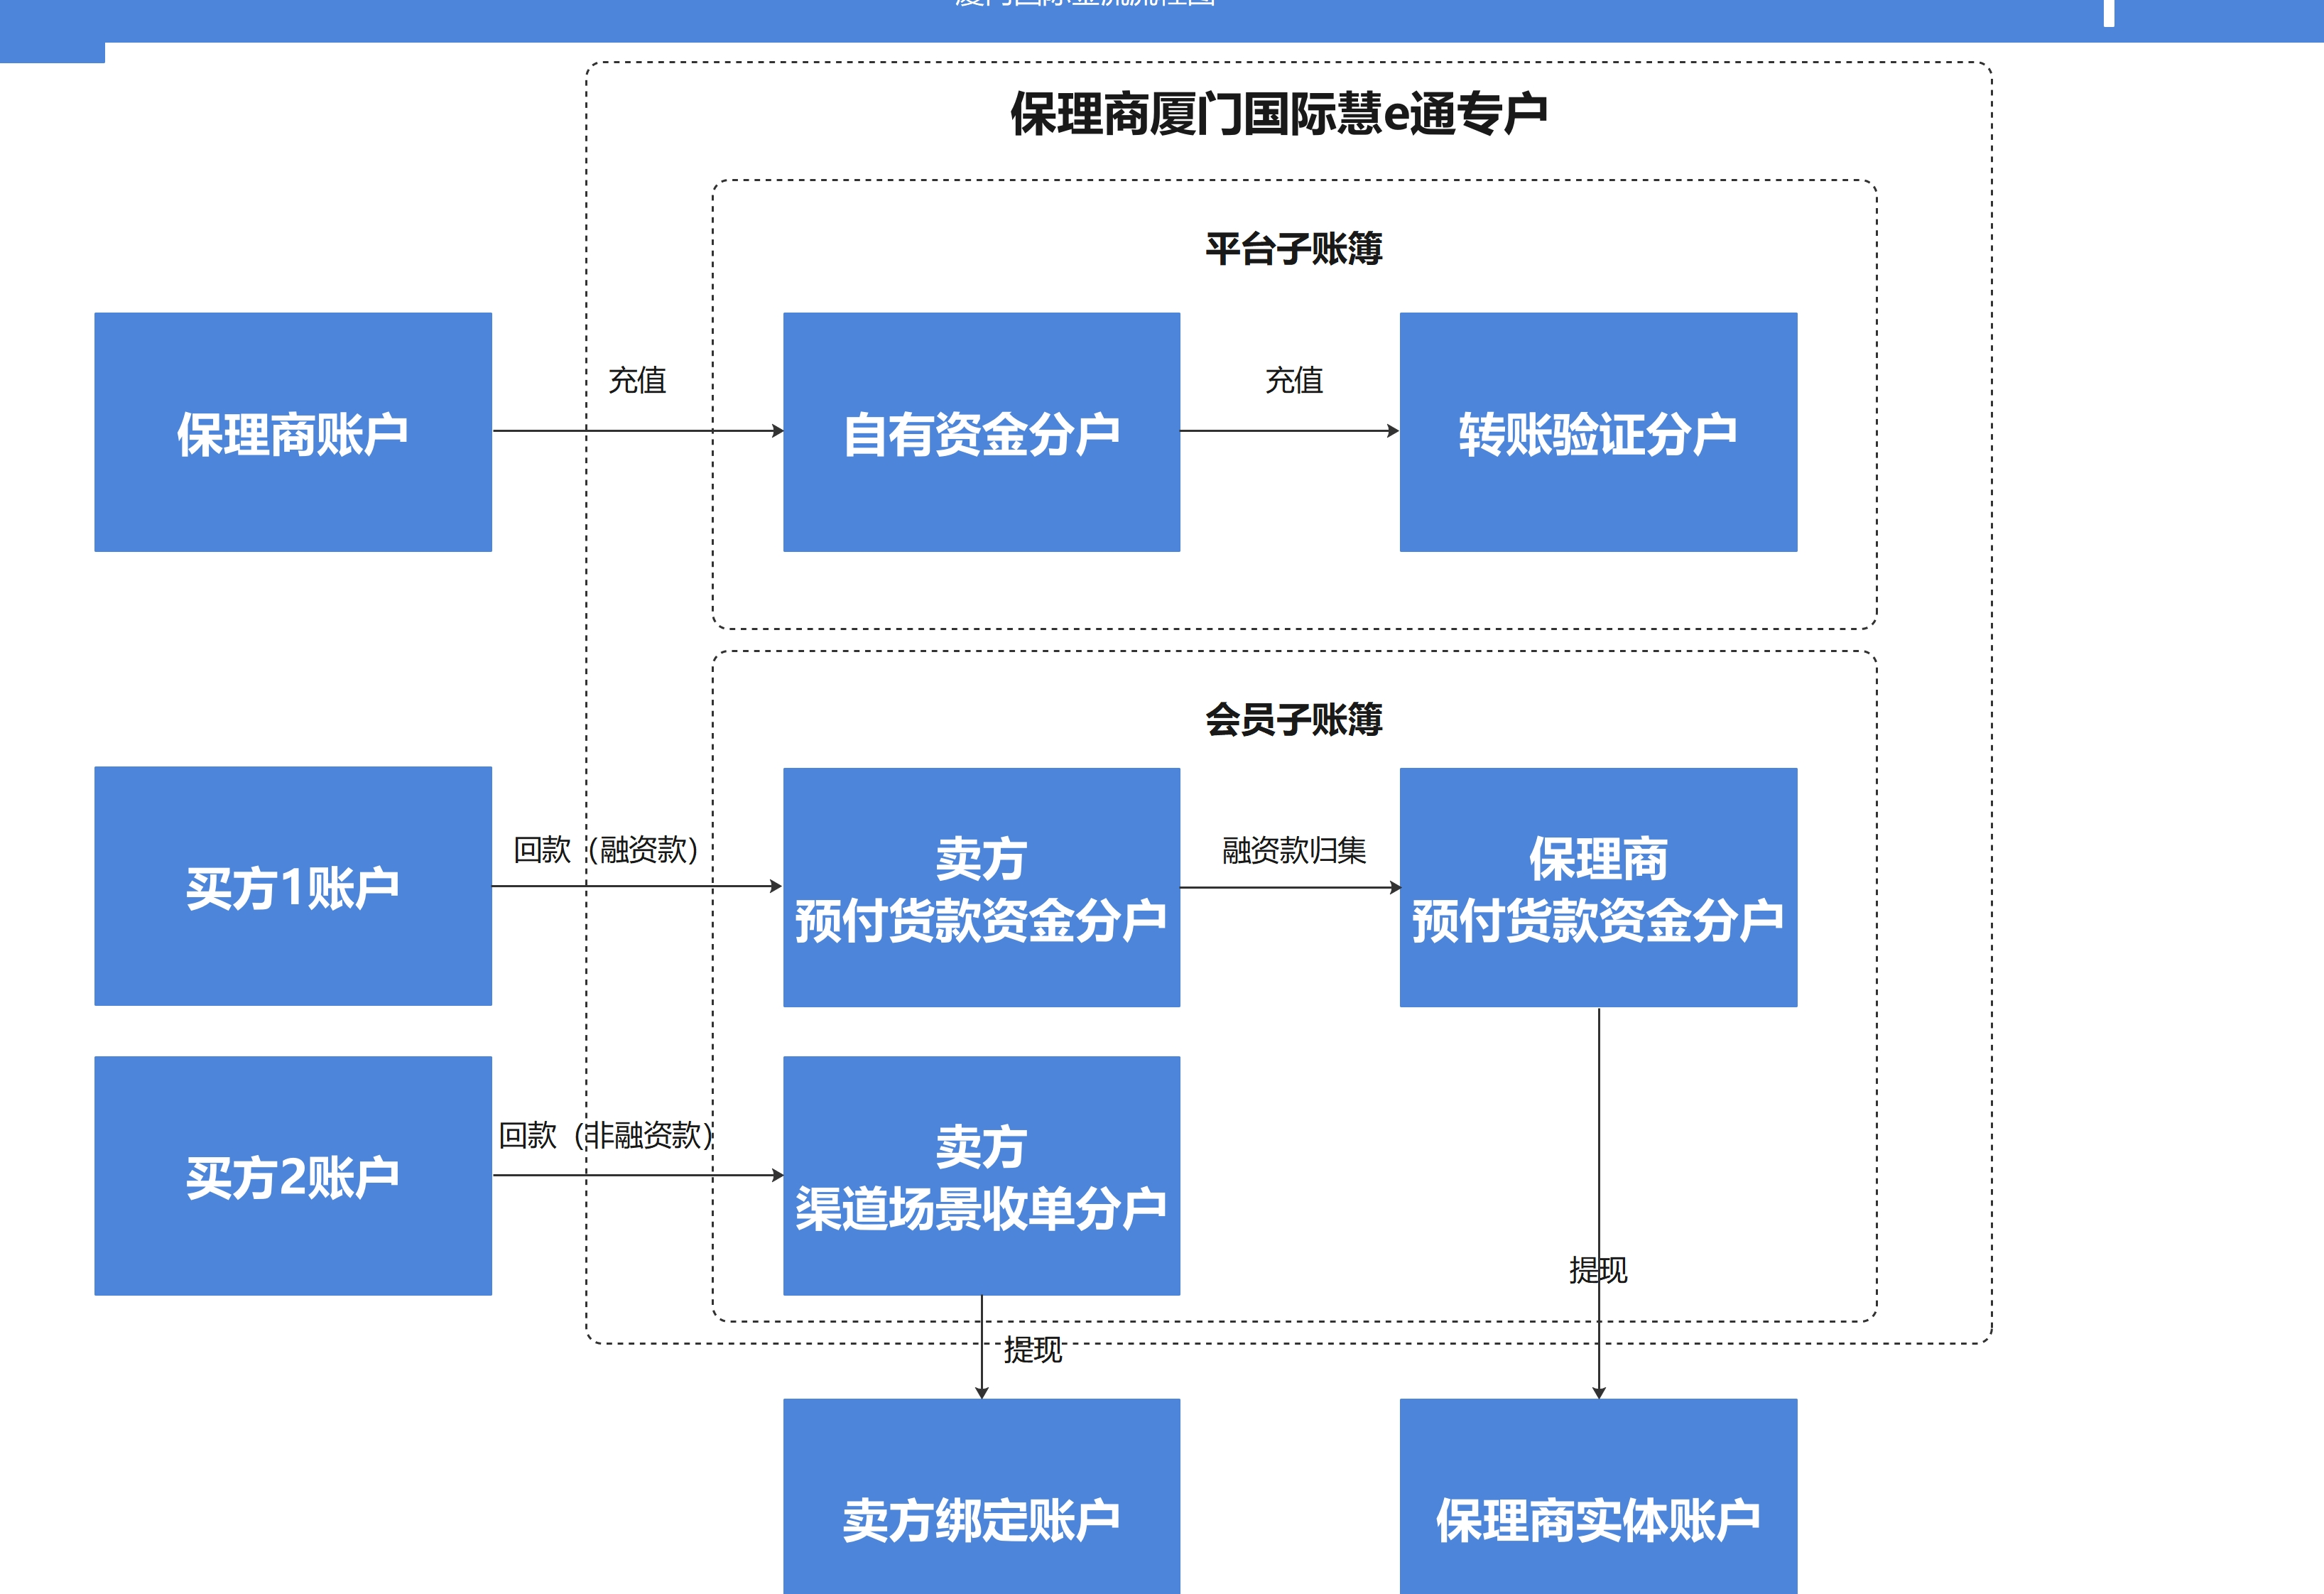 保理商厦门国际慧e通专户
平台子账簿
保理商账户
充值
自有资金分户
充值
转账验证分户
会员子账簿
买方1账户
回款（融资款）
卖方
预付货款资金分户
融资款归集
保理商
预付货款资金分户
买方2账户
回款（非融资款）
卖方
渠道场景收单分户
提现
提现
卖方绑定账户
保理商实体账户